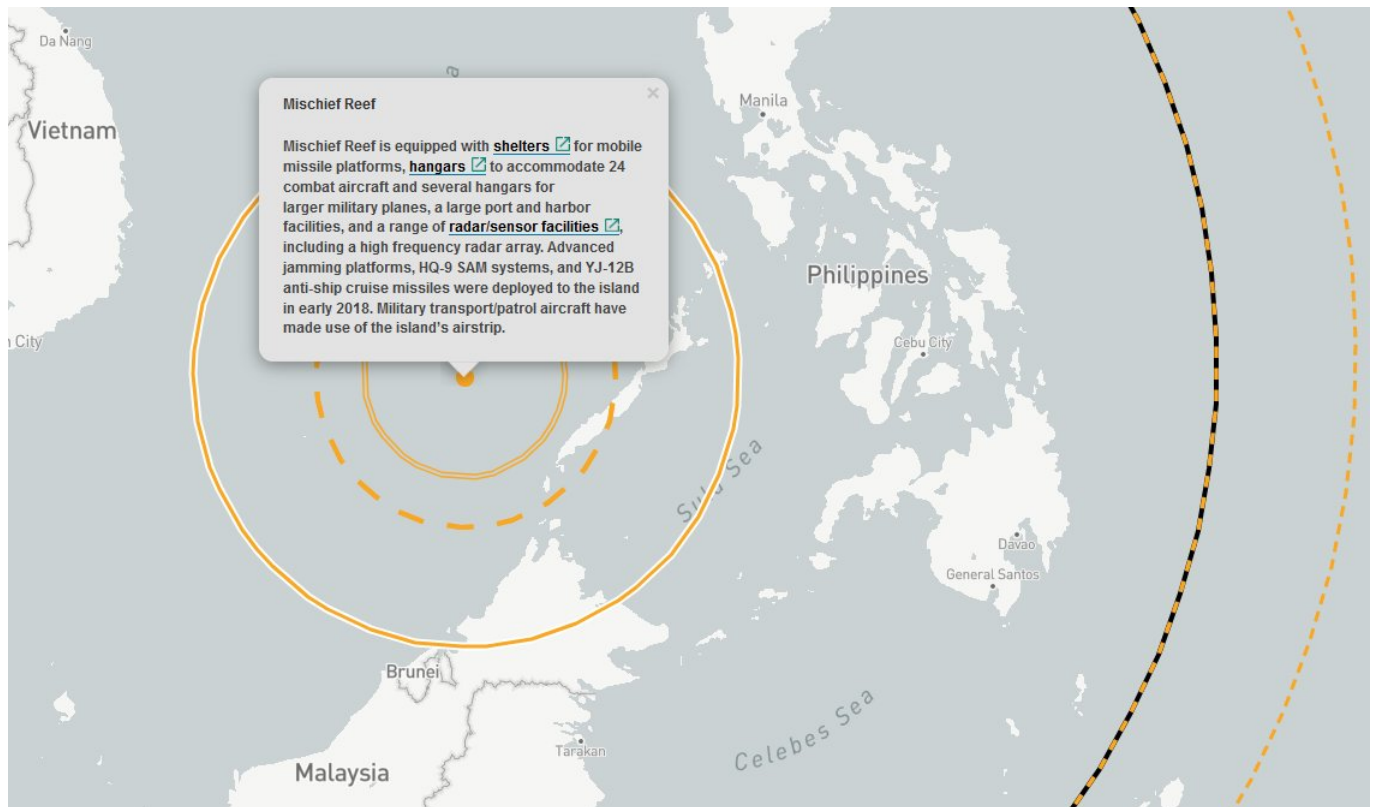 Da Nang
a
Mischief Reef
×
Manila
Vietnam
Mischief Reef is equipped with shelters for mobile
missile platforms, hangars to accommodate 24
combat aircraft and several hangars for
larger military planes, a large port and harbor
facilities, and a range of radar/sensor facilities,
including a high frequency radar array. Advanced
jamming platforms, HQ-9 SAM systems, and YJ-12B
anti-ship cruise missiles were deployed to the island
in early 2018. Military transport/patrol aircraft have
made use of the island's airstrip.
Philippines
h City
Cebu City
Sulu Sea
Davao
General Santos
Brunei
Celebes Sea
Tarakan
Malaysia